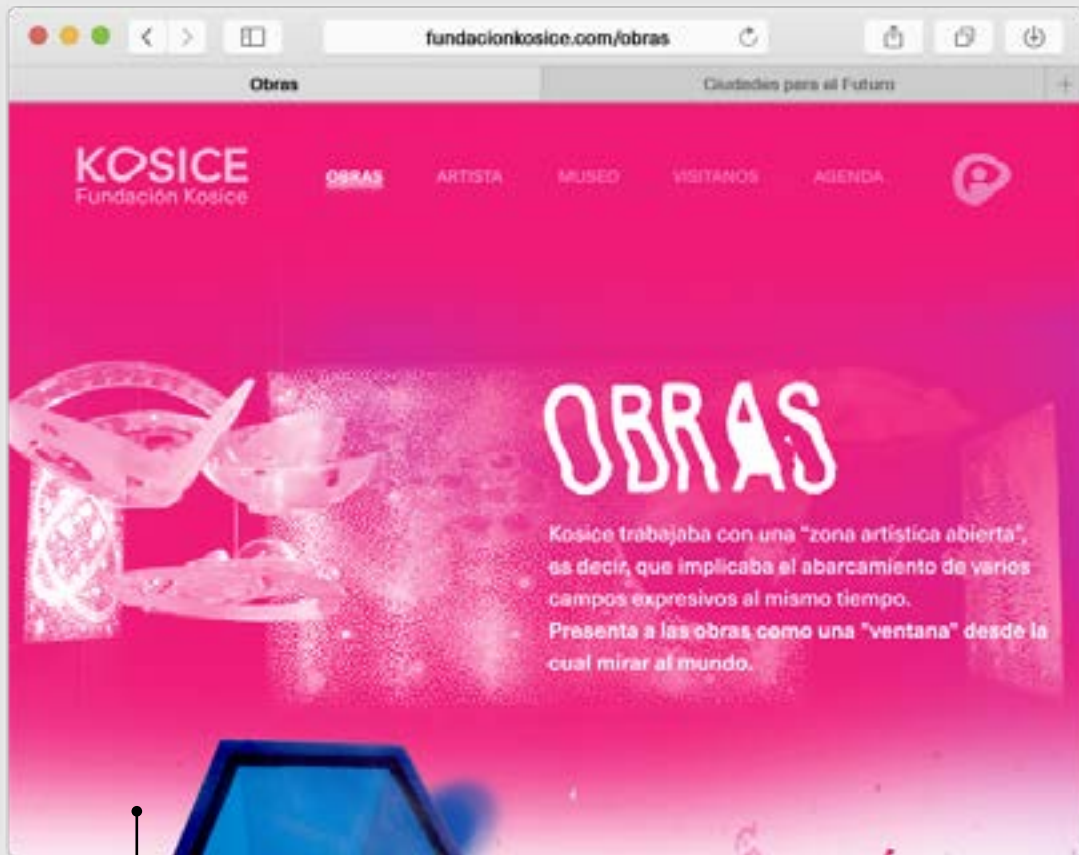 fundacionkosice.com/obras
Obras
Ciudades para el Futuro
KOSICE
Fundación Kosice
OBRAS
ARTISTA
MUSEO
VISITANOS
AGENDA
OBRAS
Kosice trabajaba con una "zona artística abierta",
es decir, que implicaba el abarcamiento de varios
campos expresivos al mismo tiempo.
Presenta a las obras como una "ventana" desde la
cual mirar al mundo.